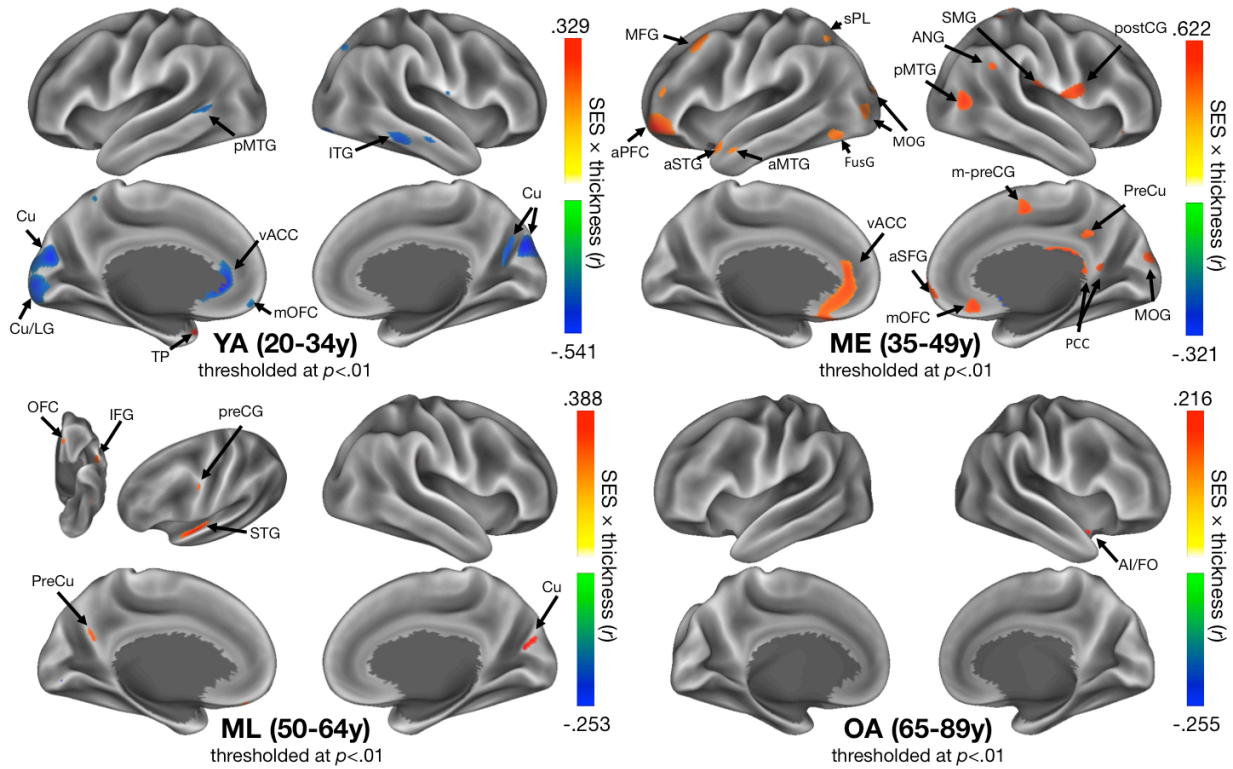 .329
SES × thickness (r)
-.541
pMTG
ITG
Cu
vACC
Cu
Cu/LG
mOFC
TP
YA (20-34y)
thresholded at p<.01
.622
SES × thickness (r)
-.321
MFG
sPL
SMG
ANG
postCG
pMTG
aPFC
aSTG
aMTG
FusG
MOG
m-preCG
PreCu
vACC
aSFG
mOFC
PCC
MOG
ME (35-49y)
thresholded at p<.01
.388
SES × thickness (r)
-.253
OFC
IFG
preCG
STG
PreCu
Cu
ML (50-64y)
thresholded at p<.01
.216
SES × thickness (r)
-.255
AI/FO
OA (65-89y)
thresholded at p<.01